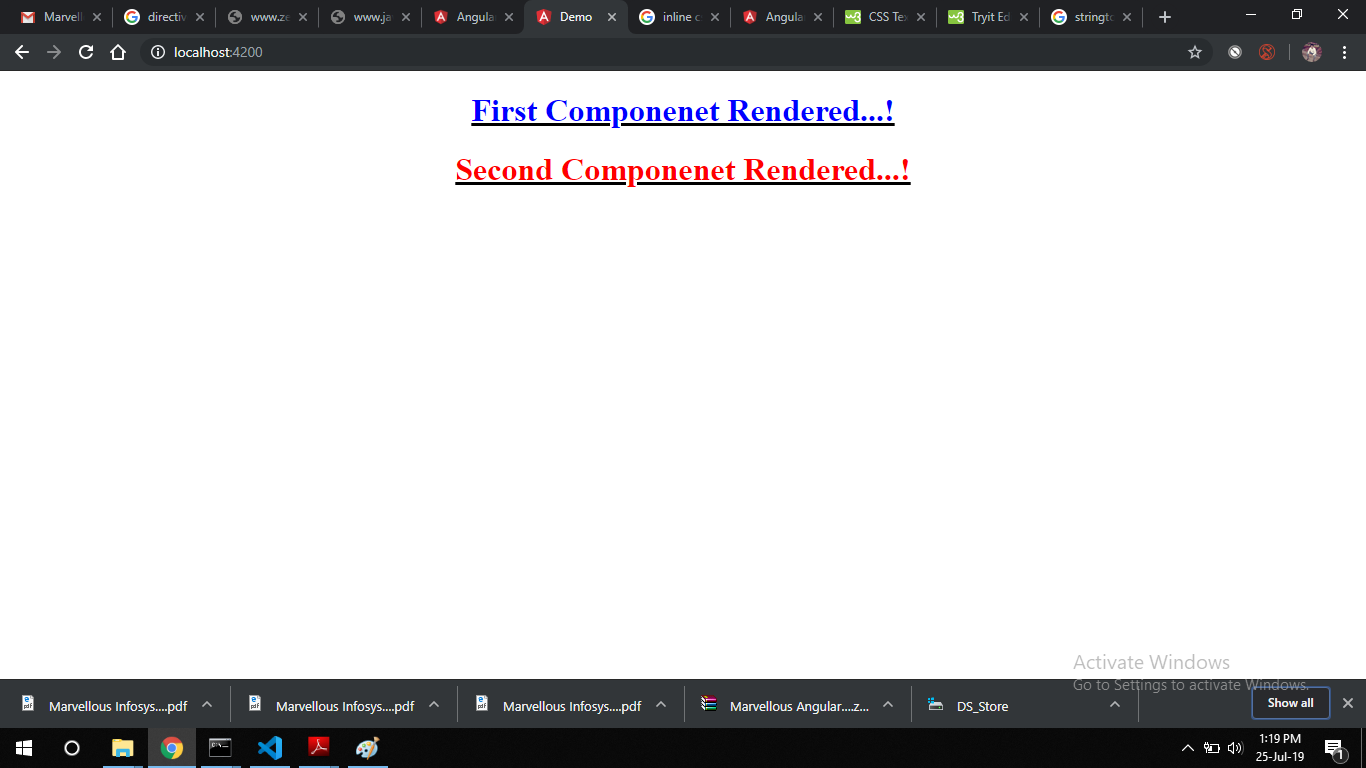 Marvell
directiv
www.ze
www.ja
Angula
Demo
inline c
Angula
CSS Te
Tryit Ed
stringto
localhost:4200
First Componenet Rendered...!
Second Componenet Rendered...!
Activate Windows
Go to Settings to activate Windows.
Marvellous Infosys....pdf
Marvellous Infosys....pdf
Marvellous Infosys....pdf
Marvellous Angular....z...
DS_Store
Show all
1:19 PM
25-Jul-19
1